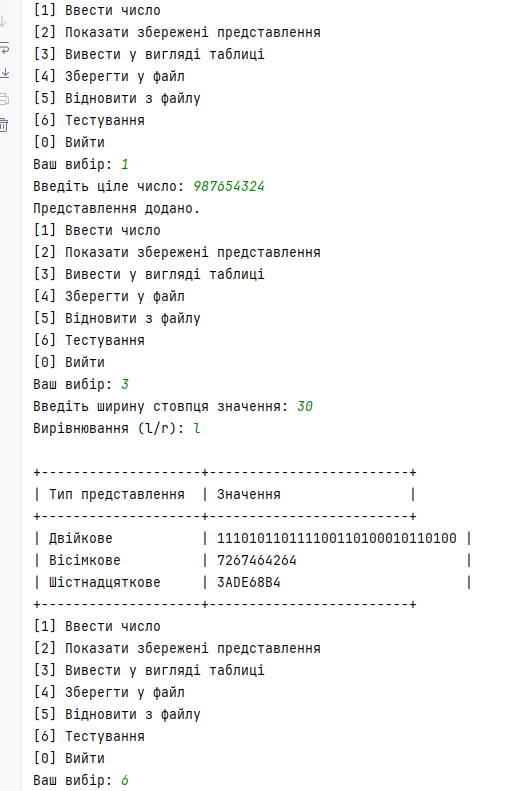 [1] Ввести число
[2] Показати збережені представлення
[3] Вивести у вигляді таблиці
[4] Зберегти у файл
[5] Відновити з файлу
[6] Тестування
[0] Вийти
Ваш вибір: 1
Введіть ціле число: 987654324
Представлення додано.
[1] Ввести число
[2] Показати збережені представлення
[3] Вивести у вигляді таблиці
[4] Зберегти у файл
[5] Відновити з файлу
[6] Тестування
[0] Вийти
Ваш вибір: 3
Введіть ширину стовпця значення: 30
Вирівнювання (l/r): l
+--------------------+-------------------------+
| Тип представлення  | Значення                |
+--------------------+-------------------------+
| Двійкове           | 111010110111100110100010110100 |
| Вісімкове          | 7267464264                     |
| Шістнадцяткове     | 3ADE68B4                       |
+--------------------+-------------------------+
[1] Ввести число
[2] Показати збережені представлення
[3] Вивести у вигляді таблиці
[4] Зберегти у файл
[5] Відновити з файлу
[6] Тестування
[0] Вийти
Ваш вибір: 6